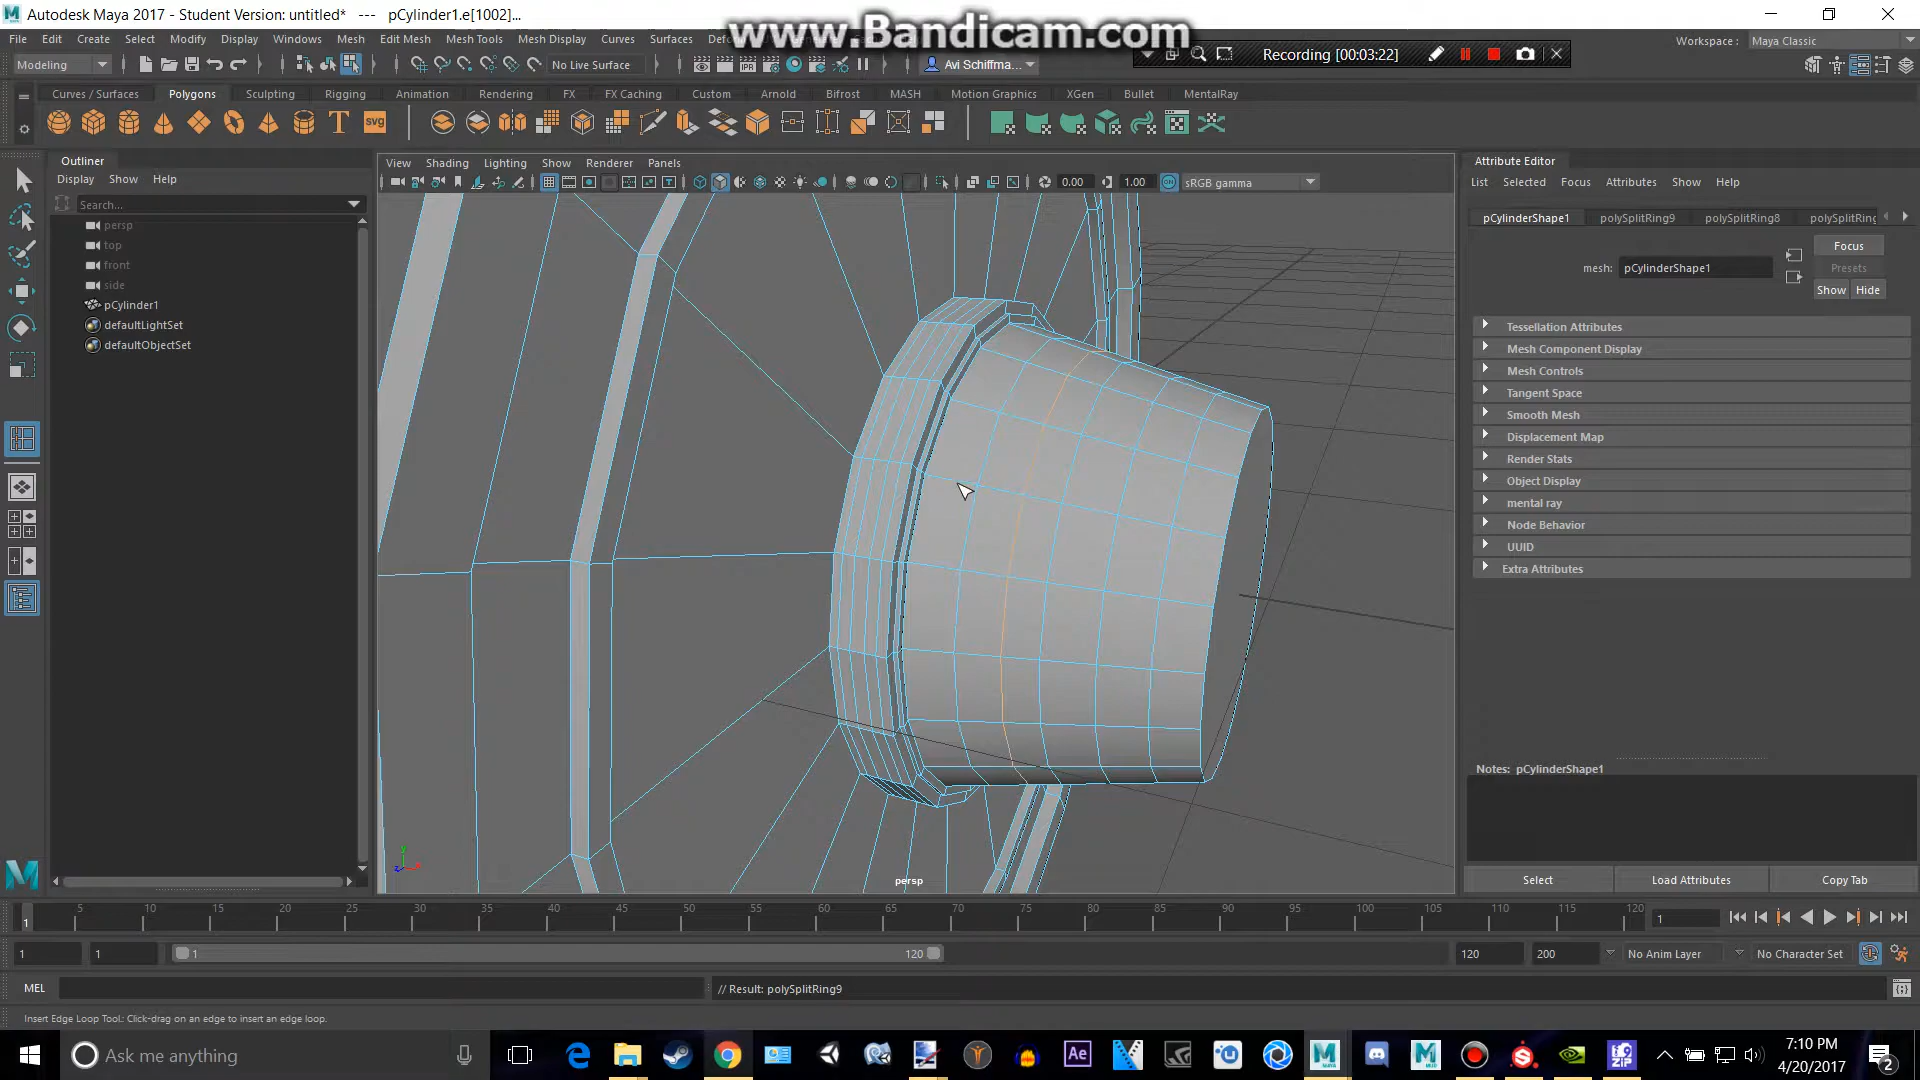 Autodesk Maya 2017 - Student Version: untitled*   ---   pCylinder1.e[1002]...
www.Bandicam.com
File Edit Create Select Modify Display Windows Mesh Edit Mesh Mesh Tools Mesh Display Curves Surfaces
Workspace: Maya Classic
Recording [00:03:22]
Modeling
No Live Surface
Avi Schiffma...
Curves / Surfaces Polygons Sculpting Rigging Animation Rendering FX FX Caching Custom Arnold Bifrost MASH Motion Graphics XGen Bullet MentalRay
Outliner
Display Show Help
Search...
persp
top
front
side
pCylinder1
defaultLightSet
defaultObjectSet
View Shading Lighting Show Renderer Panels
0.00 1.00 ON sRGB gamma
persp
Attribute Editor
List Selected Focus Attributes Show Help
pCylinderShape1 polySplitRing9 polySplitRing8 polySplitRing
mesh: pCylinderShape1
Focus
Presets
Show Hide
Tessellation Attributes
Mesh Component Display
Mesh Controls
Tangent Space
Smooth Mesh
Displacement Map
Render Stats
Object Display
mental ray
Node Behavior
UUID
Extra Attributes
Notes: pCylinderShape1
Select Load Attributes Copy Tab
1 5 10 15 20 25 30 35 40 45 50 55 60 65 70 75 80 85 90 95 100 105 110 115 120
1
1 1 1 120 120 200 No Anim Layer No Character Set
MEL
// Result: polySplitRing9
Insert Edge Loop Tool: Click-drag on an edge to insert an edge loop.
Ask me anything
7:10 PM
4/20/2017
2